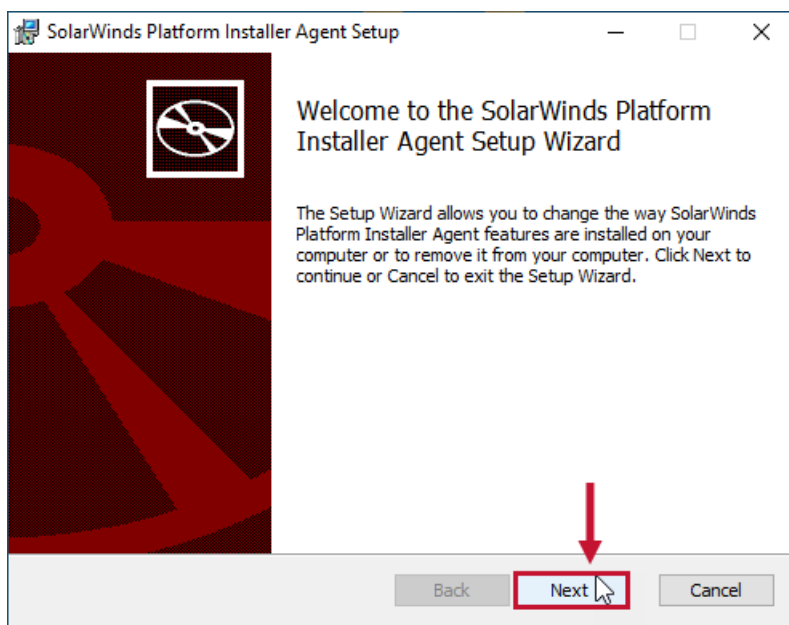 SolarWinds Platform Installer Agent Setup
Welcome to the SolarWinds Platform
Installer Agent Setup Wizard
The Setup Wizard allows you to change the way SolarWinds
Platform Installer Agent features are installed on your
computer or to remove it from your computer. Click Next to
continue or Cancel to exit the Setup Wizard.
Back
Next
Cancel